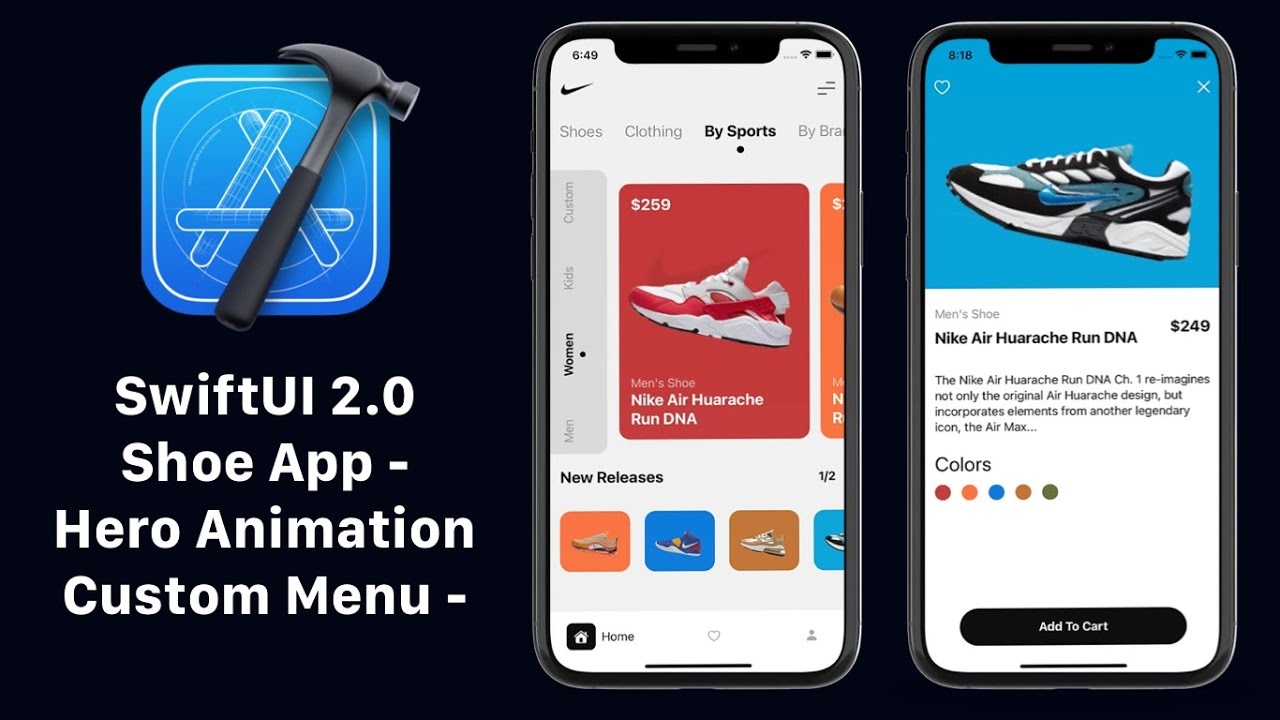 SwiftUI 2.0
Shoe App -
Hero Animation
Custom Menu -
6:49
Shoes Clothing By Sports By Bra
Custom
Kids
Women
Men
$259
$2
Men's Shoe
Nike Air Huarache
Run DNA
New Releases 1/2
Home
8:18
Men's Shoe
Nike Air Huarache Run DNA $249
The Nike Air Huarache Run DNA Ch. 1 re-imagines
not only the original Air Huarache design, but
incorporates elements from another legendary
icon, the Air Max...
Colors
Add To Cart